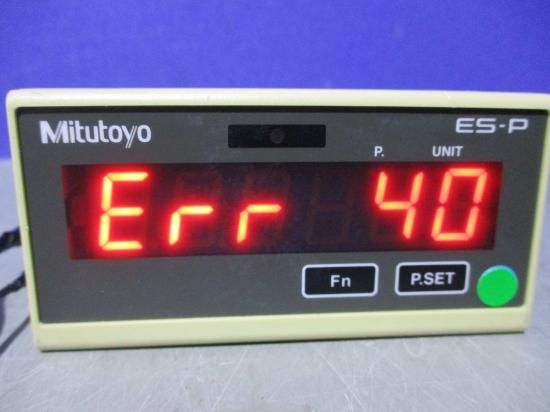 Mitutoyo ES-P
P. UNIT
Err 40
Fn P.SET